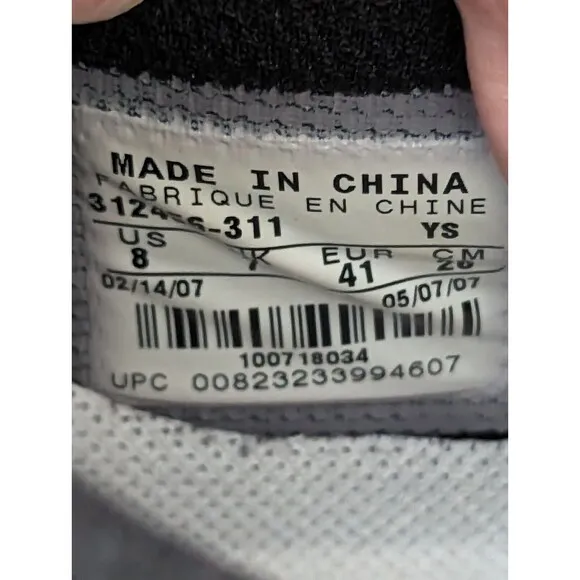 MADE IN CHINA
FABRIQUE EN CHINE
-311 YS
US EUR CM
8 41
02/14/07 05/07/07
100718034
UPC 00823233994607